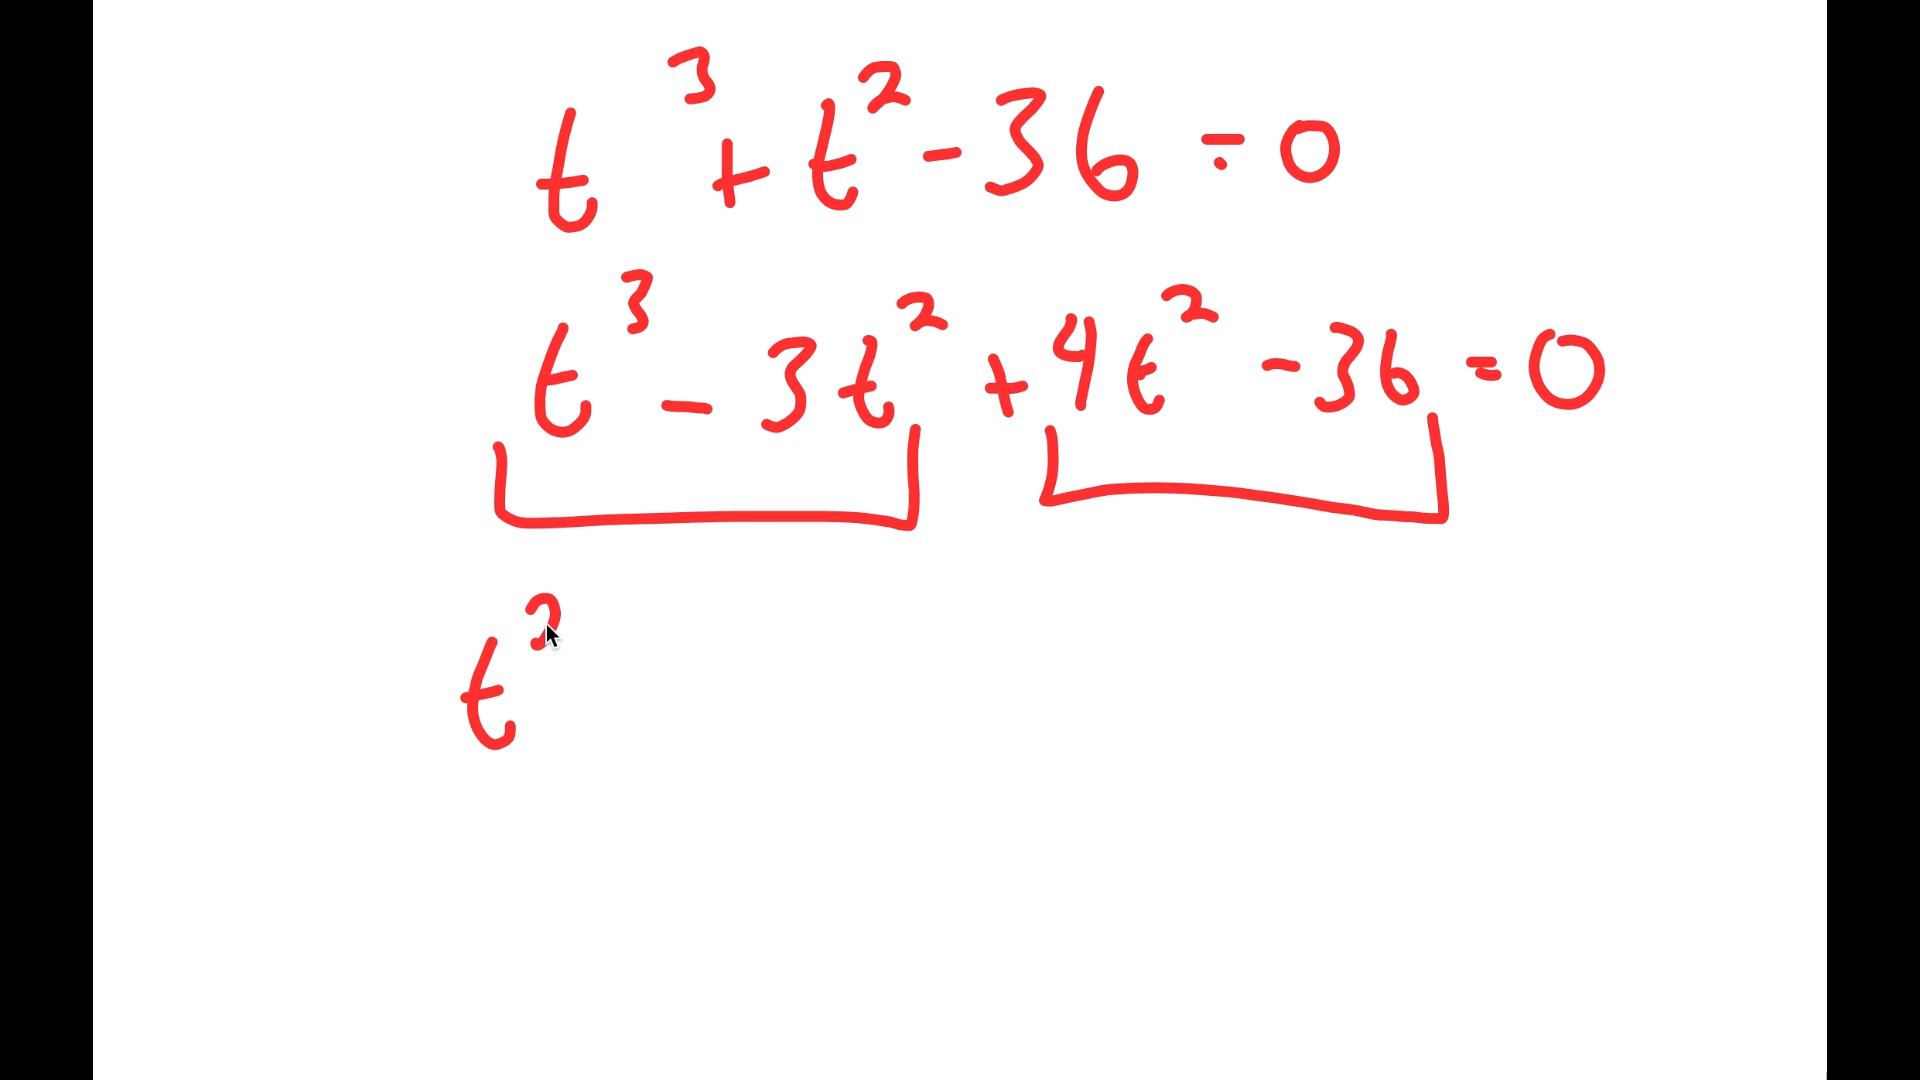 t³ + t² - 36 = 0
t³ - 3t² + 4t² - 36 = 0
t²